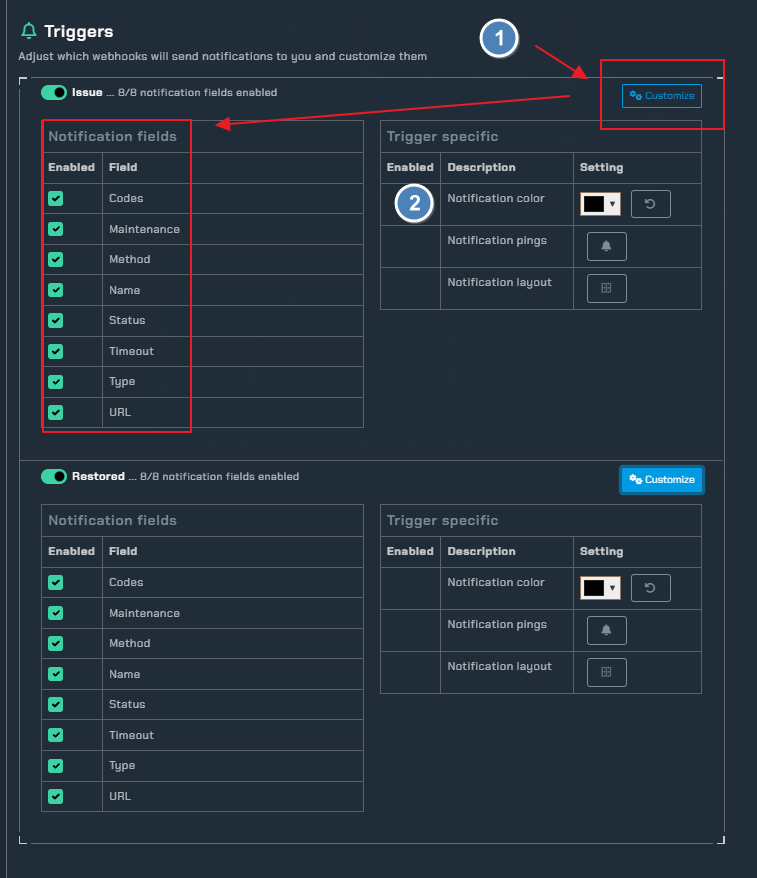 Triggers
1
Adjust which webhooks will send notifications to you and customize them
Issue ... 8/8 notification fields enabled
Customize
Notification fields
Enabled Field
Codes
Maintenance
Method
Name
Status
Timeout
Type
URL
Trigger specific
Enabled Description Setting
2 Notification color
Notification pings
Notification layout
Restored ... 8/8 notification fields enabled
Customize
Notification fields
Enabled Field
Codes
Maintenance
Method
Name
Status
Timeout
Type
URL
Trigger specific
Enabled Description Setting
Notification color
Notification pings
Notification layout